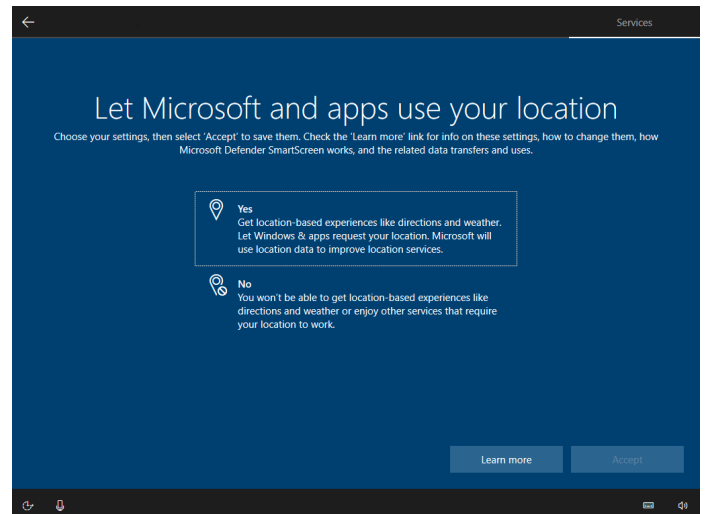 Services
Let Microsoft and apps use your location
Choose your settings, then select 'Accept' to save them. Check the 'Learn more' link for info on these settings, how to change them, how
Microsoft Defender SmartScreen works, and the related data transfers and uses.
Yes
Get location-based experiences like directions and weather.
Let Windows & apps request your location. Microsoft will
use location data to improve location services.
No
You won't be able to get location-based experiences like
directions and weather or enjoy other services that require
your location to work.
Learn more
Accept